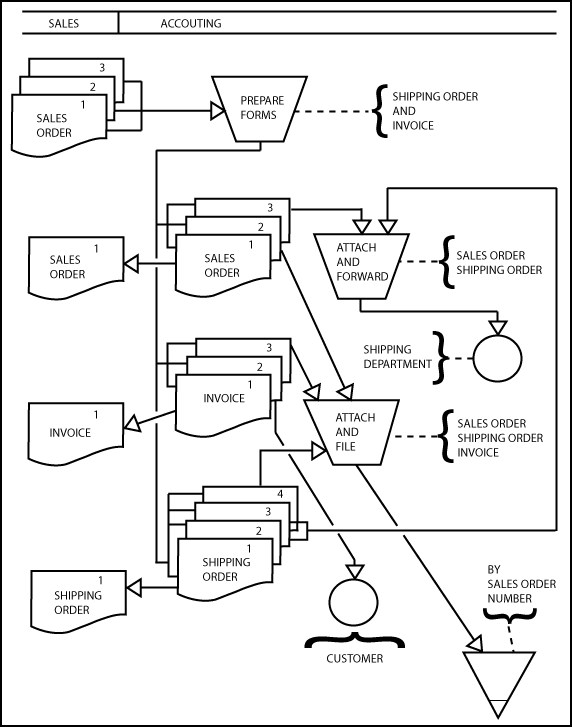 SALES
ACCOUTING
3
2
1
SALES
ORDER
PREPARE
FORMS
SHIPPING ORDER
AND
INVOICE
3
2
1
SALES
ORDER
1
SALES
ORDER
ATTACH
AND
FORWARD
SALES ORDER
SHIPPING ORDER
SHIPPING
DEPARTMENT
3
2
1
INVOICE
1
INVOICE
ATTACH
AND
FILE
SALES ORDER
SHIPPING ORDER
INVOICE
4
3
2
1
SHIPPING
ORDER
1
SHIPPING
ORDER
BY
SALES ORDER
NUMBER
CUSTOMER